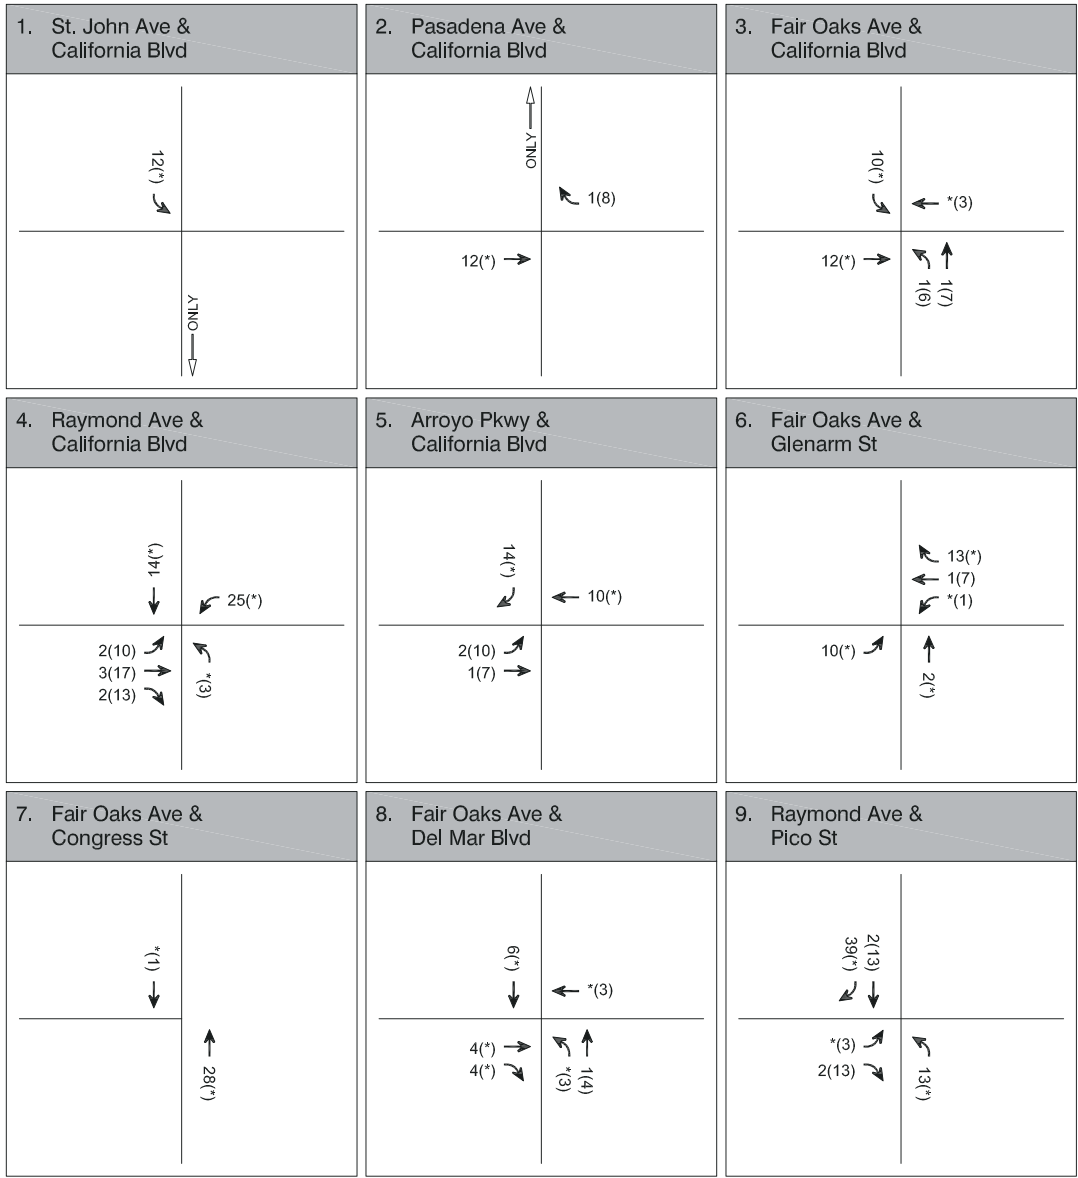 1. St. John Ave &
California Blvd
12(*)
ONLY
2. Pasadena Ave &
California Blvd
ONLY
1(8)
12(*)
3. Fair Oaks Ave &
California Blvd
10(*)
*(3)
12(*)
1(6)
1(7)
4. Raymond Ave &
California Blvd
14(*)
25(*)
2(10)
3(17)
2(13)
*(3)
5. Arroyo Pkwy &
California Blvd
14(*)
10(*)
2(10)
1(7)
6. Fair Oaks Ave &
Glenarm St
13(*)
1(7)
*(1)
10(*)
2(*)
7. Fair Oaks Ave &
Congress St
*(1)
28(*)
8. Fair Oaks Ave &
Del Mar Blvd
6(*)
*(3)
4(*)
4(*)
*(3)
1(4)
9. Raymond Ave &
Pico St
39(*)
2(13)
*(3)
2(13)
13(*)